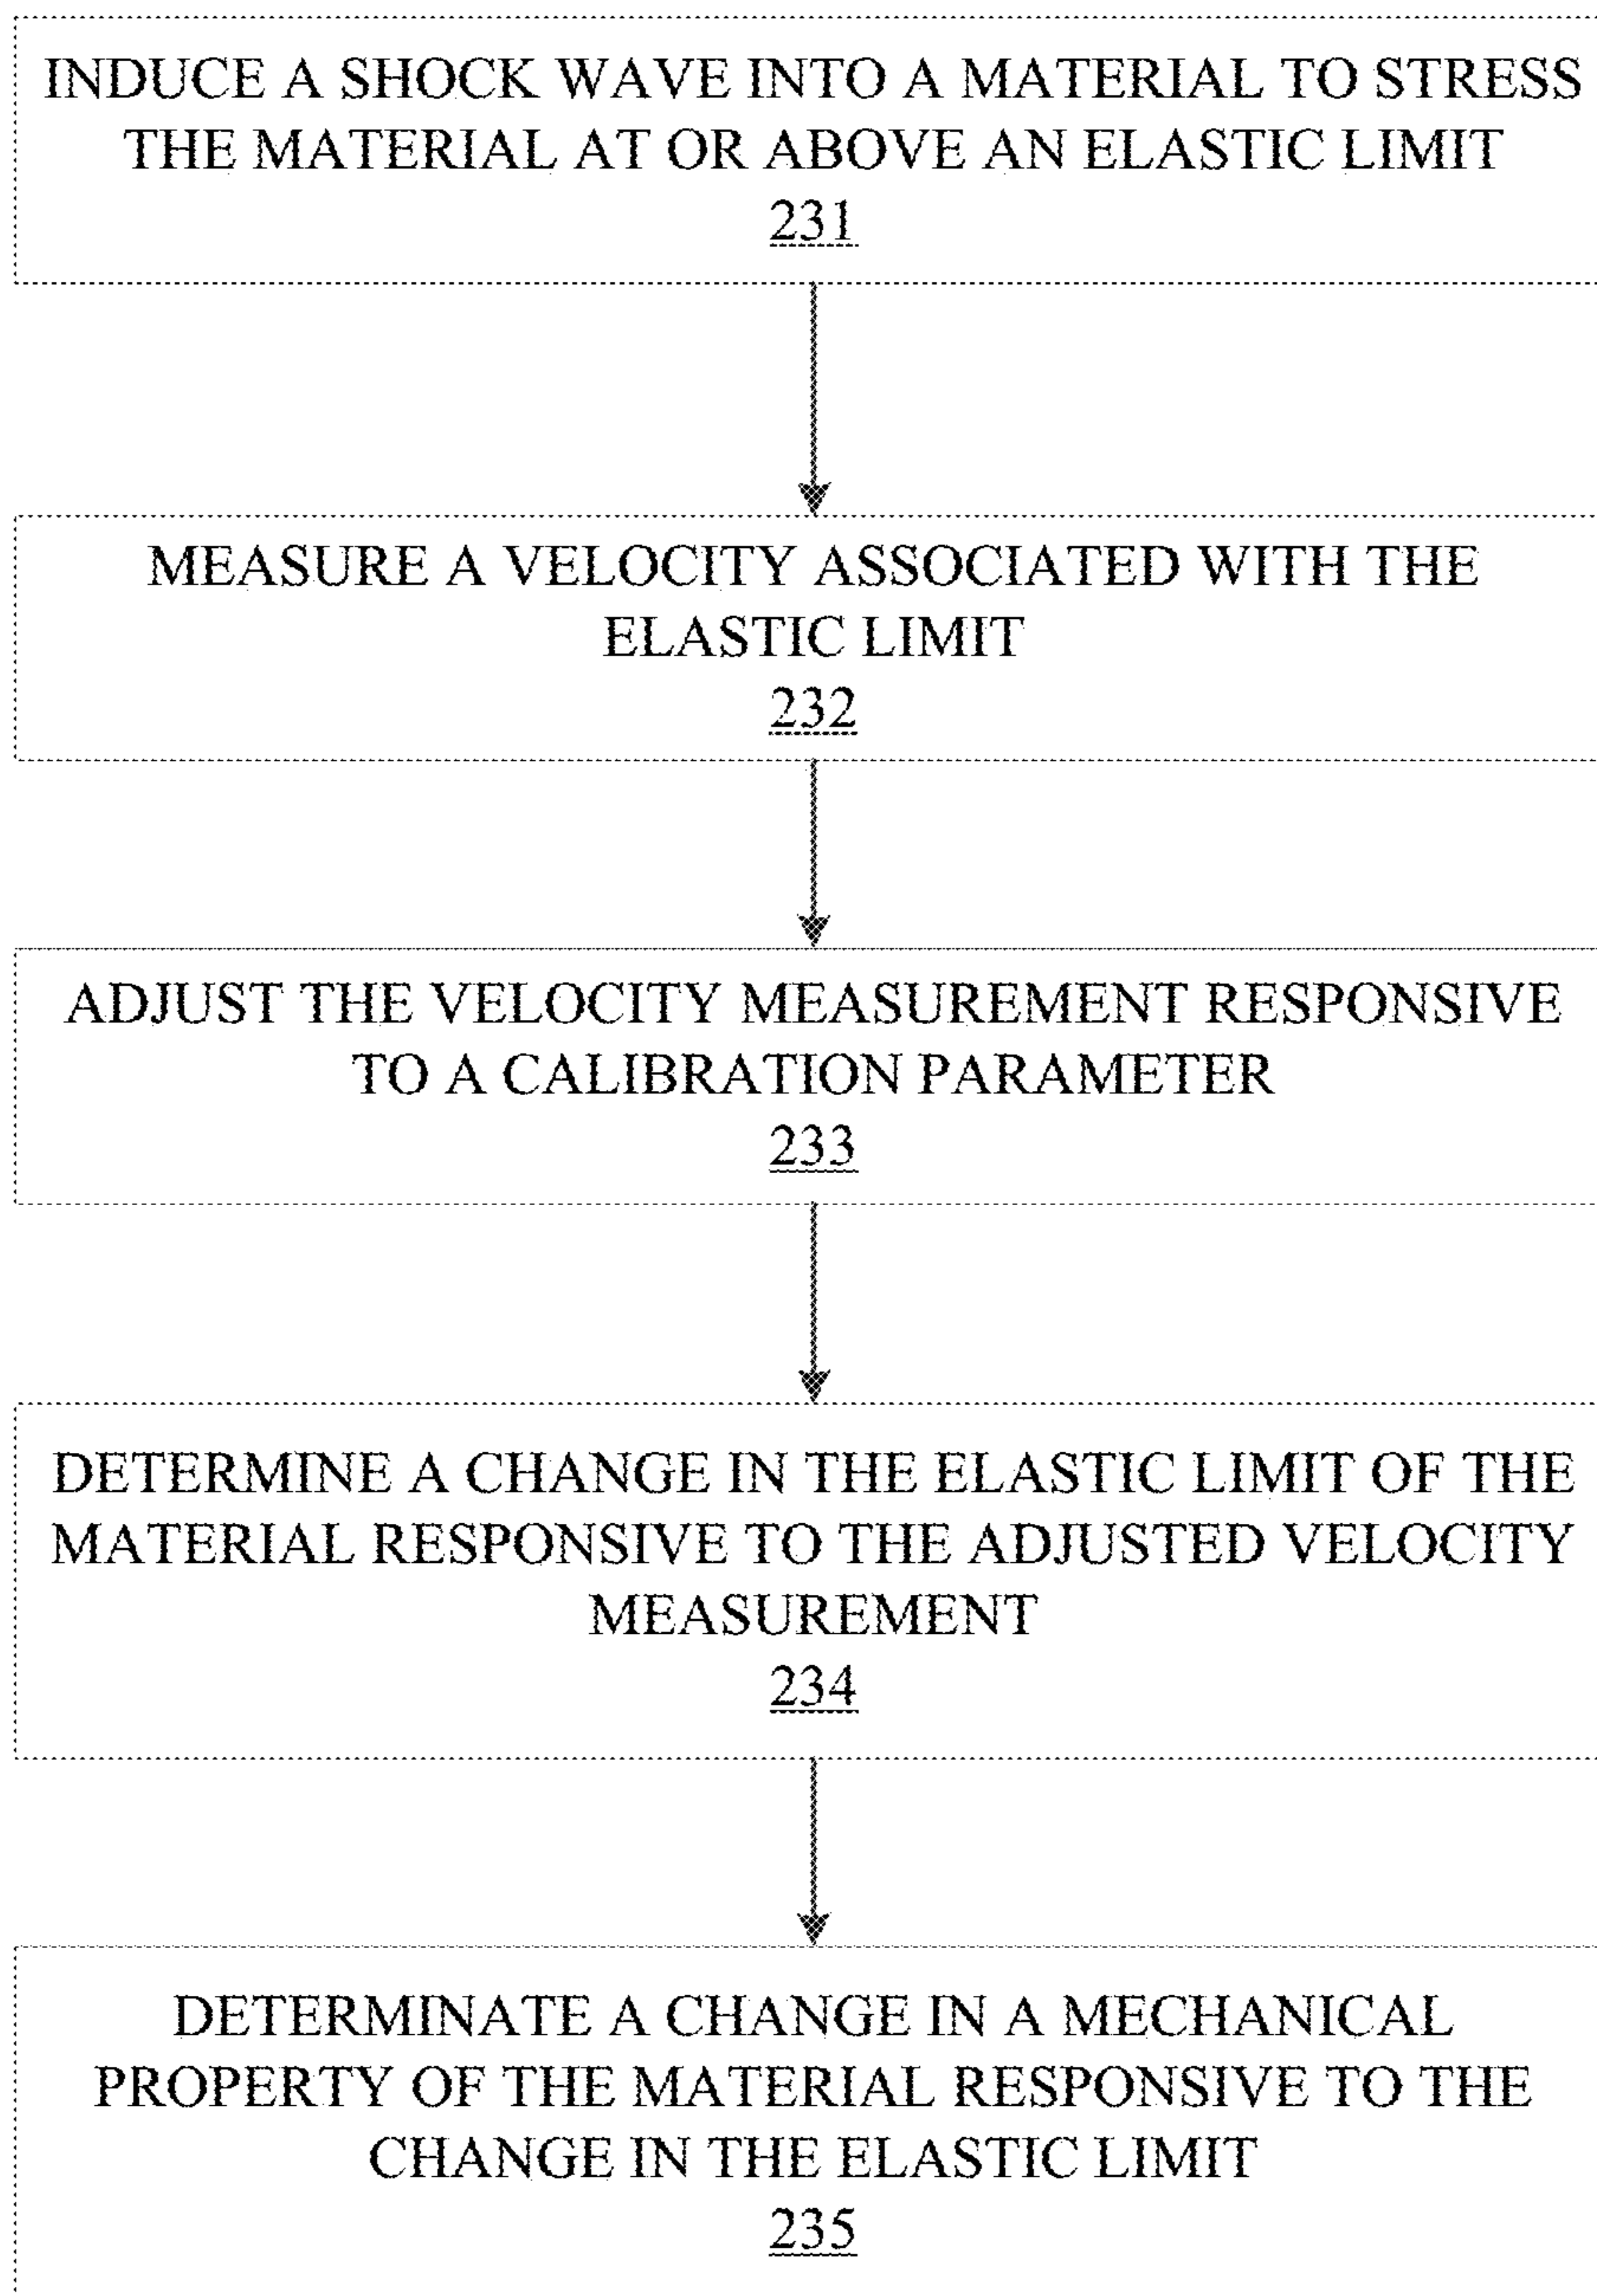 INDUCE A SHOCK WAVE INTO A MATERIAL TO STRESS
THE MATERIAL AT OR ABOVE AN ELASTIC LIMIT
231
MEASURE A VELOCITY ASSOCIATED WITH THE
ELASTIC LIMIT
232
ADJUST THE VELOCITY MEASUREMENT RESPONSIVE
TO A CALIBRATION PARAMETER
233
DETERMINE A CHANGE IN THE ELASTIC LIMIT OF THE
MATERIAL RESPONSIVE TO THE ADJUSTED VELOCITY
MEASUREMENT
234
DETERMINATE A CHANGE IN A MECHANICAL
PROPERTY OF THE MATERIAL RESPONSIVE TO THE
CHANGE IN THE ELASTIC LIMIT
235